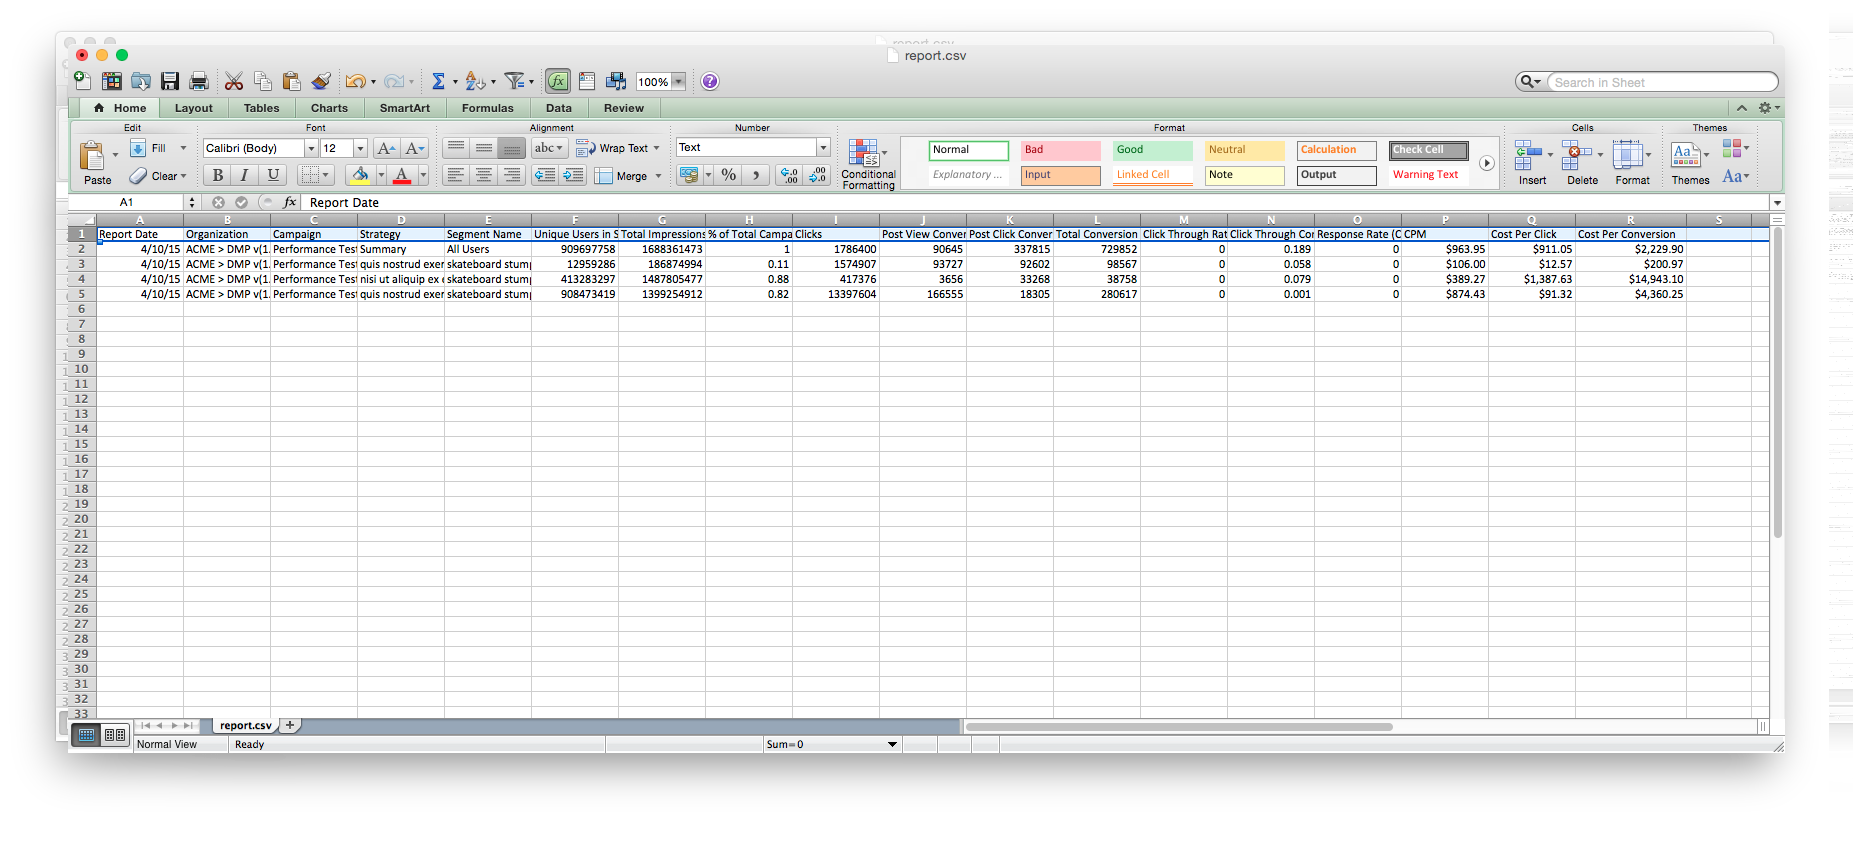 report.csv
report.csv
100%
Search in Sheet
Home Layout Tables Charts SmartArt Formulas Data Review
Edit Font Alignment Number Format Cells Themes
Fill Calibri (Body) 12 A A abc Wrap Text Text Normal Bad Good Neutral Calculation Check Cell
Paste Clear B I U A Merge % Conditional Formatting Explanatory ... Input Linked Cell Note Output Warning Text Insert Delete Format Themes Aa
A1 fx Report Date
A B C D E F G H I J K L M N O P Q R S
1 Report Date Organization Campaign Strategy Segment Name Unique Users in S Total Impressions % of Total Campa Clicks Post View Conver Post Click Conver Total Conversion Click Through Rat Click Through Cor Response Rate (C CPM Cost Per Click Cost Per Conversion
2 4/10/15 ACME > DMP v(1. Performance Test Summary All Users 909697758 1688361473 1 1786400 90645 337815 729852 0 0.189 0 $963.95 $911.05 $2,229.90
3 4/10/15 ACME > DMP v(1. Performance Test quis nostrud exer skateboard stump 12959286 186874994 0.11 1574907 93727 92602 98567 0 0.058 0 $106.00 $12.57 $200.97
4 4/10/15 ACME > DMP v(1. Performance Test nisi ut aliquip ex skateboard stump 413283297 1487805477 0.88 417376 3656 33268 38758 0 0.079 0 $389.27 $1,387.63 $14,943.10
5 4/10/15 ACME > DMP v(1. Performance Test quis nostrud exer skateboard stump 908473419 1399254912 0.82 13397604 166555 18305 280617 0 0.001 0 $874.43 $91.32 $4,360.25
6
7
8
9
10
11
12
13
14
15
16
17
18
19
20
21
22
23
24
25
26
27
28
29
30
31
32
33
report.csv
Normal View Ready Sum=0